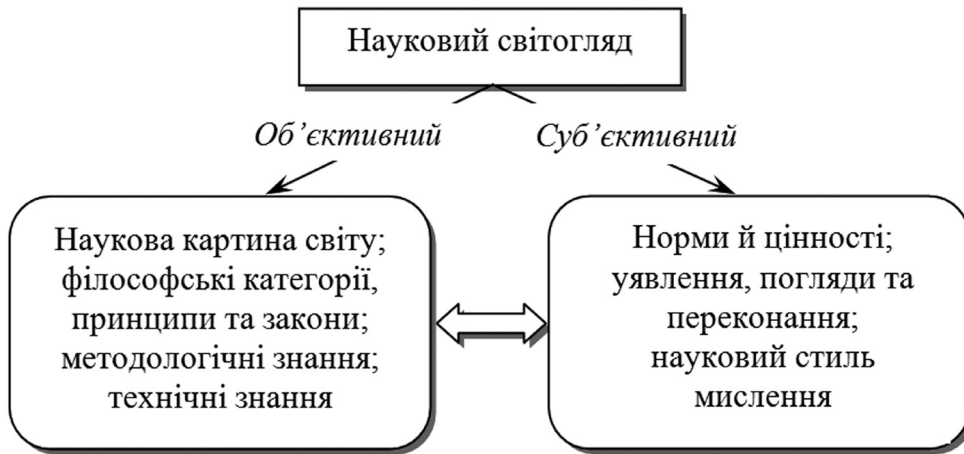 Науковий світогляд
Об’єктивний
Суб’єктивний
Наукова картина світу;
філософські категорії,
принципи та закони;
методологічні знання;
технічні знання
Норми й цінності;
уявлення, погляди та
переконання;
науковий стиль
мислення